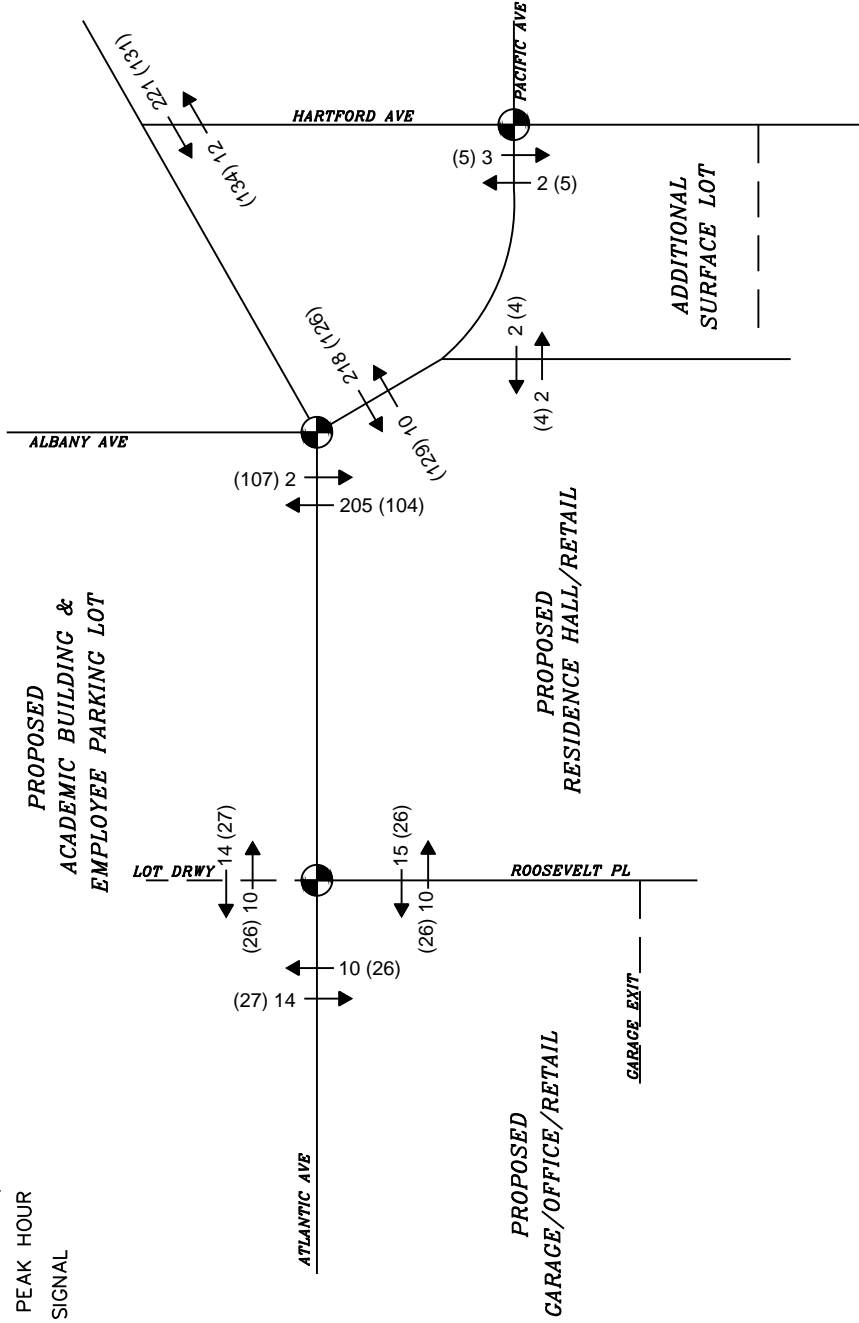 221 (131)
(134) 12
HARTFORD AVE
PACIFIC AVE
(5) 3
2 (5)
ADDITIONAL
SURFACE LOT
218 (126)
(129) 10
2 (4)
(4) 2
ALBANY AVE
(107) 2
205 (104)
PROPOSED
ACADEMIC BUILDING &
EMPLOYEE PARKING LOT
PROPOSED
RESIDENCE HALL/RETAIL
LOT DRWY
14 (27)
(26) 10
15 (26)
(26) 10
ROOSEVELT PL
10 (26)
(27) 14
GARAGE EXIT
ATLANTIC AVE
PROPOSED
GARAGE/OFFICE/RETAIL
PEAK HOUR
SIGNAL